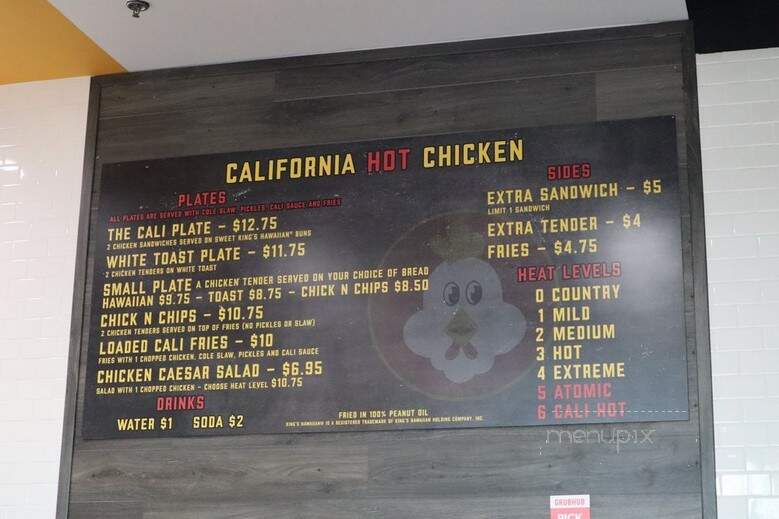 CALIFORNIA HOT CHICKEN
PLATES
ALL PLATES ARE SERVED WITH COLE SLAW, PICKLES, CALI SAUCE AND FRIES
THE CALI PLATE - $12.75
2 CHICKEN SANDWICHES SERVED ON SWEET KING'S HAWAIIAN® BUNS
WHITE TOAST PLATE - $11.75
2 CHICKEN TENDERS ON WHITE TOAST
SMALL PLATE A CHICKEN TENDER SERVED ON YOUR CHOICE OF BREAD
HAWAIIAN $9.75 - TOAST $8.75 - CHICK N CHIPS $8.50
CHICK N CHIPS - $10.75
2 CHICKEN TENDERS SERVED ON TOP OF FRIES (NO PICKLES OR SLAW)
LOADED CALI FRIES - $10
FRIES WITH 1 CHOPPED CHICKEN, COLE SLAW, PICKLES AND CALI SAUCE
CHICKEN CAESAR SALAD - $6.95
SALAD WITH 1 CHOPPED CHICKEN - CHOOSE HEAT LEVEL $10.75
DRINKS
WATER $1 SODA $2
FRIED IN 100% PEANUT OIL
KING'S HAWAIIAN® IS A REGISTERED TRADEMARK OF KING'S HAWAIIAN HOLDING COMPANY, INC.
SIDES
EXTRA SANDWICH - $5
LIMIT 1 SANDWICH
EXTRA TENDER - $4
FRIES - $4.75
HEAT LEVELS
0 COUNTRY
1 MILD
2 MEDIUM
3 HOT
4 EXTREME
5 ATOMIC
6 CALI HOT
menupix
GRUBHUB
PICK